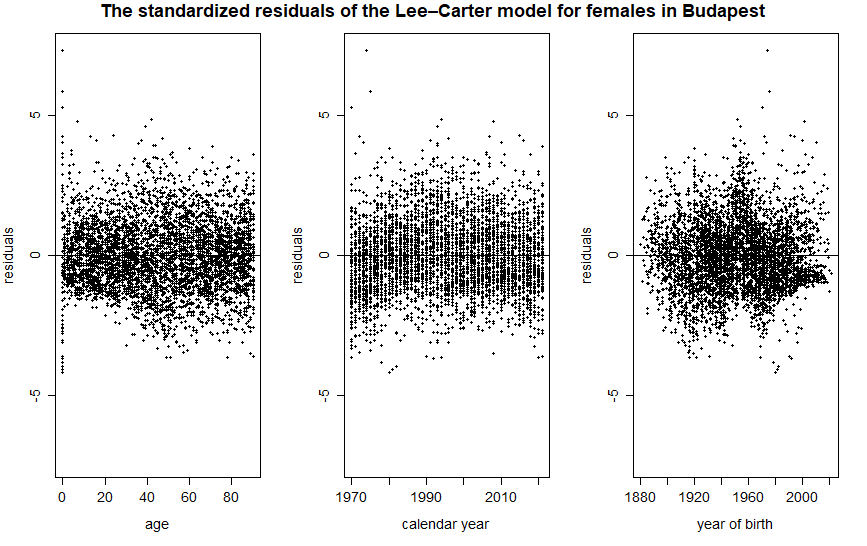 The standardized residuals of the Lee–Carter model for females in Budapest
residuals
5
0
-5
0 20 40 60 80
age
residuals
5
0
-5
1970 1990 2010
calendar year
residuals
5
0
-5
1880 1920 1960 2000
year of birth